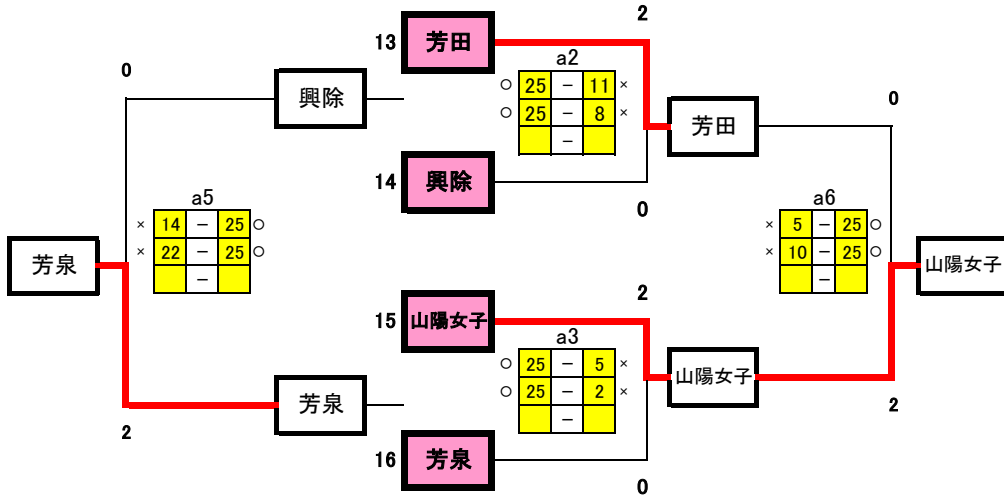 2
13 芳田
a2
0
○ 25 － 11 ×
興除
0
○ 25 － 8 ×
芳田
－
14 興除
a5
a6
0
× 14 － 25 ○
× 5 － 25 ○
× 22 － 25 ○
× 10 － 25 ○
芳泉
山陽女子
－
－
2
15 山陽女子
a3
○ 25 － 5 ×
山陽女子
○ 25 － 2 ×
芳泉
2
－
2
16 芳泉
0